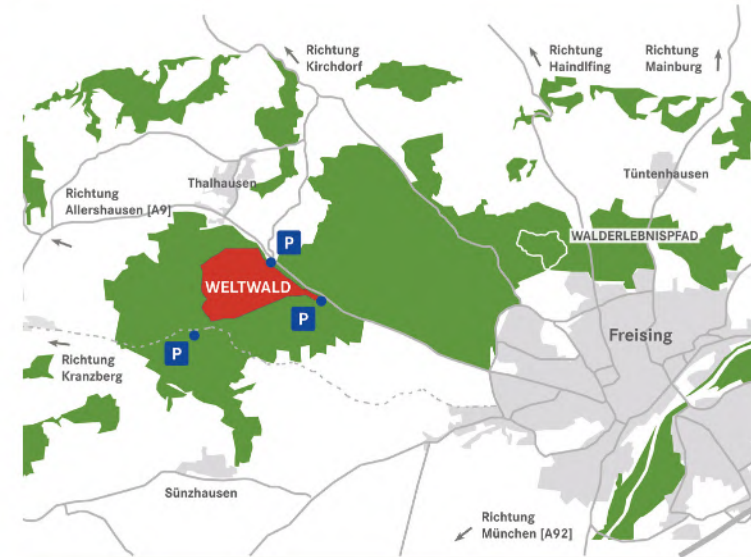 Richtung
Kirchdorf
Richtung
Haindlfing
Richtung
Mainburg
Thalhausen
Tüntenhausen
Richtung
Allershausen [A9]
WALDERLEBNISPFAD
P
WELTWALD
P
Freising
P
Richtung
Kranzberg
Sünzhausen
Richtung
München [A92]